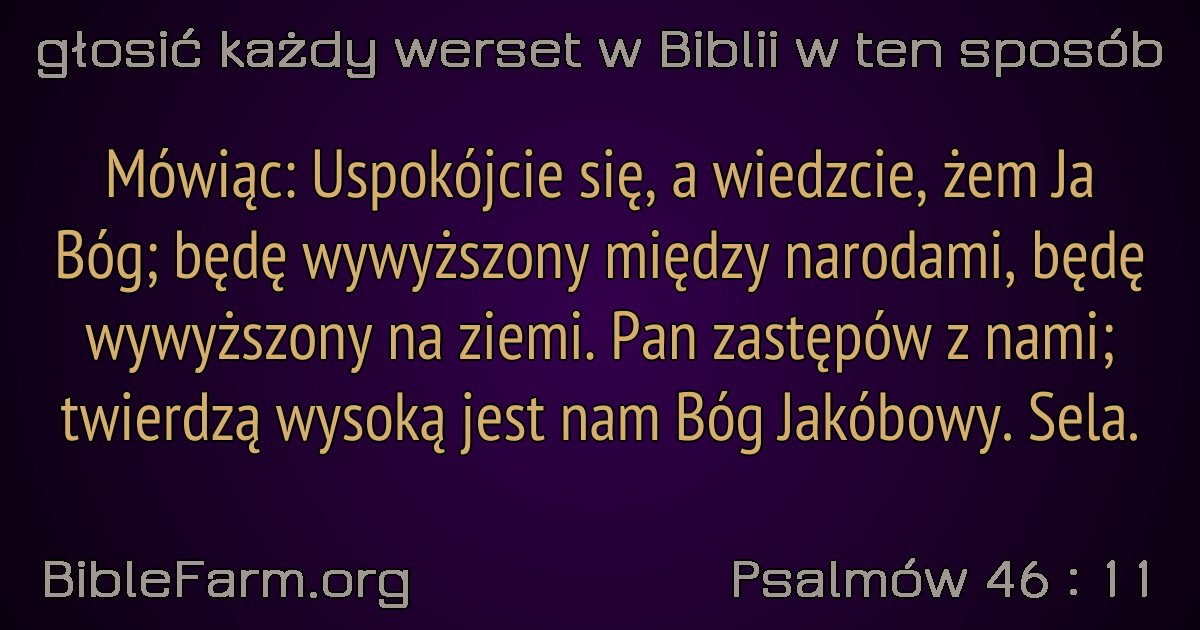 głosić każdy werset w Biblii w ten sposób
Mówiąc: Uspokójcie się, a wiedzcie, żem Ja
Bóg; będę wywyższony między narodami, będę
wywyższony na ziemi. Pan zastępów z nami;
twierdzą wysoką jest nam Bóg Jakóbowy. Sela.
BibleFarm.org
Psalmów 46 : 11